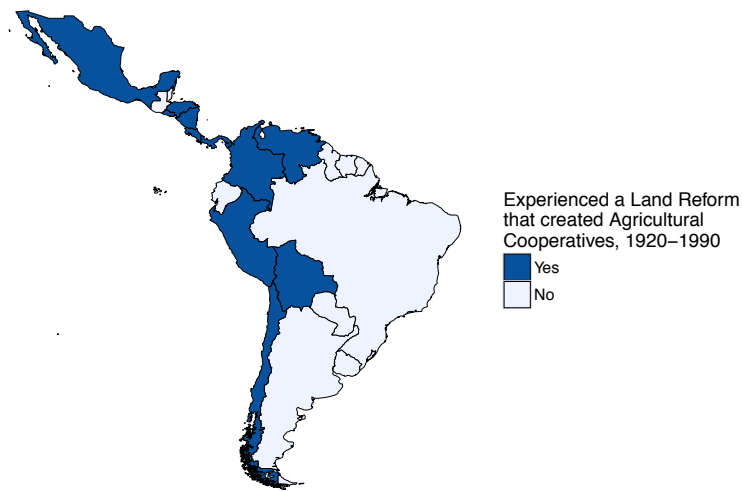 Experienced a Land Reform
that created Agricultural
Cooperatives, 1920−1990
Yes
No